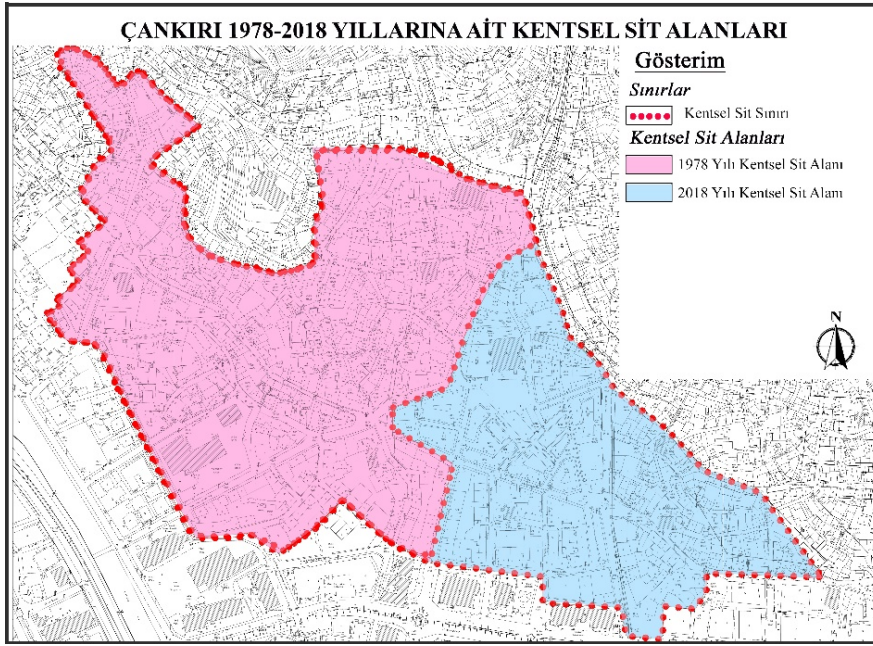 ÇANKIRI 1978-2018 YILLARINA AİT KENTSEL SİT ALANLARI
Gösterim
Sınırlar
Kentsel Sit Sınırı
Kentsel Sit Alanları
1978 Yılı Kentsel Sit Alanı
2018 Yılı Kentsel Sit Alanı
N